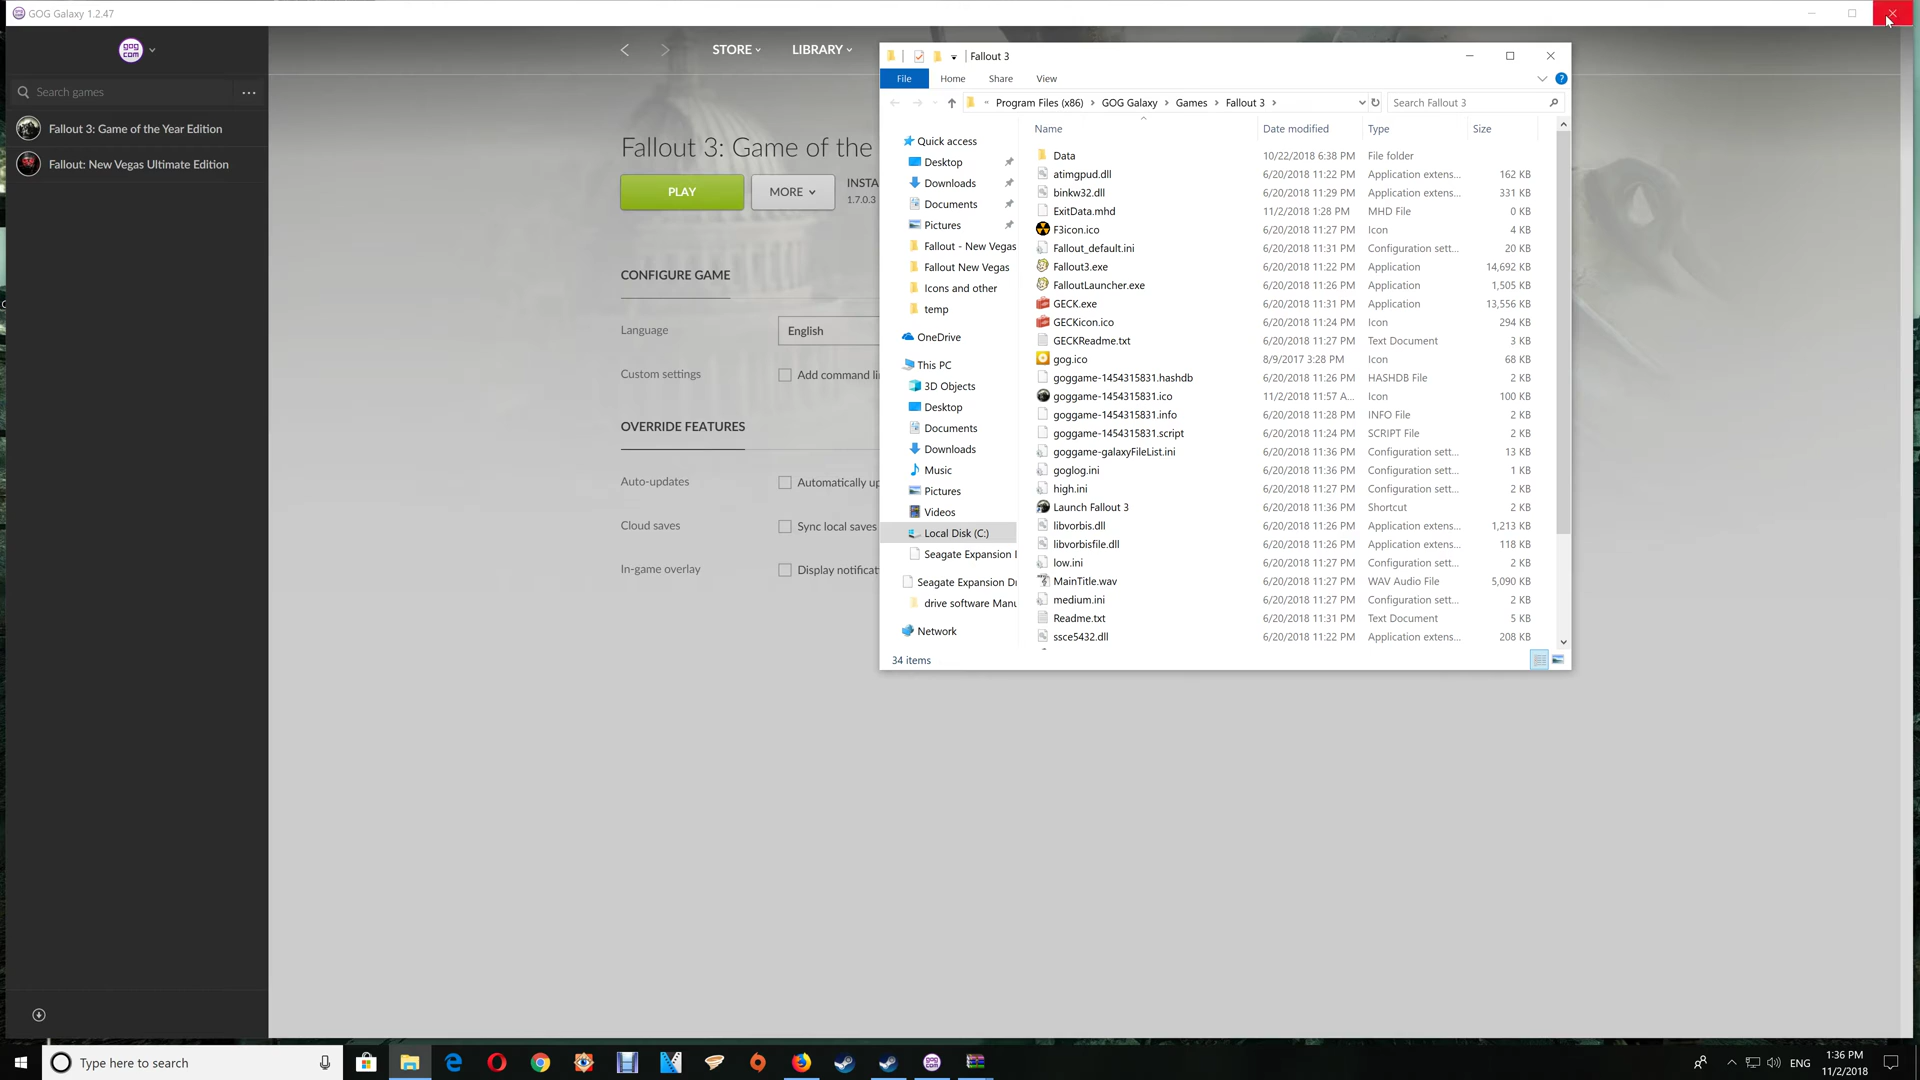 GOG Galaxy 1.2.47
gog
com
STORE
LIBRARY
Search games
Fallout 3: Game of the Year Edition
Fallout: New Vegas Ultimate Edition
Fallout 3: Game of the
PLAY
MORE
INSTA
1.7.0.3
CONFIGURE GAME
Language
English
Custom settings
Add command li
OVERRIDE FEATURES
Auto-updates
Automatically up
Cloud saves
Sync local saves
In-game overlay
Display notificat
Fallout 3
File
Home
Share
View
« Program Files (x86) > GOG Galaxy > Games > Fallout 3 >
Search Fallout 3
Quick access
Desktop
Downloads
Documents
Pictures
Fallout - New Vegas
Fallout New Vegas
Icons and other
temp
OneDrive
This PC
3D Objects
Desktop
Documents
Downloads
Music
Pictures
Videos
Local Disk (C:)
Seagate Expansion
Seagate Expansion Dr
drive software Manu
Network
Name Date modified Type Size
Data 10/22/2018 6:38 PM File folder
atimgpud.dll 6/20/2018 11:22 PM Application extens... 162 KB
binkw32.dll 6/20/2018 11:29 PM Application extens... 331 KB
ExitData.mhd 11/2/2018 1:28 PM MHD File 0 KB
F3icon.ico 6/20/2018 11:27 PM Icon 4 KB
Fallout_default.ini 6/20/2018 11:31 PM Configuration sett... 20 KB
Fallout3.exe 6/20/2018 11:22 PM Application 14,692 KB
FalloutLauncher.exe 6/20/2018 11:26 PM Application 1,505 KB
GECK.exe 6/20/2018 11:31 PM Application 13,556 KB
GECKicon.ico 6/20/2018 11:24 PM Icon 294 KB
GECKReadme.txt 6/20/2018 11:27 PM Text Document 3 KB
gog.ico 8/9/2017 3:28 PM Icon 68 KB
goggame-1454315831.hashdb 6/20/2018 11:26 PM HASHDB File 2 KB
goggame-1454315831.ico 11/2/2018 11:57 A... Icon 100 KB
goggame-1454315831.info 6/20/2018 11:28 PM INFO File 2 KB
goggame-1454315831.script 6/20/2018 11:24 PM SCRIPT File 2 KB
goggame-galaxyFileList.ini 6/20/2018 11:36 PM Configuration sett... 13 KB
goglog.ini 6/20/2018 11:36 PM Configuration sett... 1 KB
high.ini 6/20/2018 11:27 PM Configuration sett... 2 KB
Launch Fallout 3 6/20/2018 11:36 PM Shortcut 2 KB
libvorbis.dll 6/20/2018 11:26 PM Application extens... 1,213 KB
libvorbisfile.dll 6/20/2018 11:26 PM Application extens... 118 KB
low.ini 6/20/2018 11:27 PM Configuration sett... 2 KB
MainTitle.wav 6/20/2018 11:27 PM WAV Audio File 5,090 KB
medium.ini 6/20/2018 11:27 PM Configuration sett... 2 KB
Readme.txt 6/20/2018 11:31 PM Text Document 5 KB
ssce5432.dll 6/20/2018 11:22 PM Application extens... 208 KB
34 items
Type here to search
ENG
1:36 PM
11/2/2018